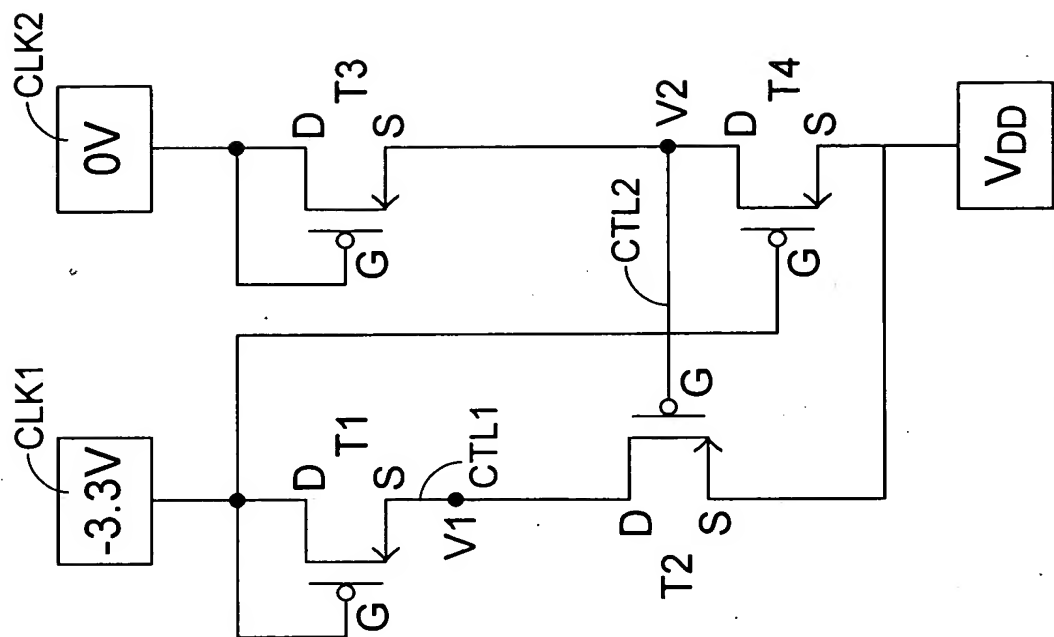 CLK1
CLK2
-3.3V
0V
D
T1
S
G
D
T3
S
G
CTL1
V1
CTL2
V2
D
T2
S
G
D
T4
S
G
VDD